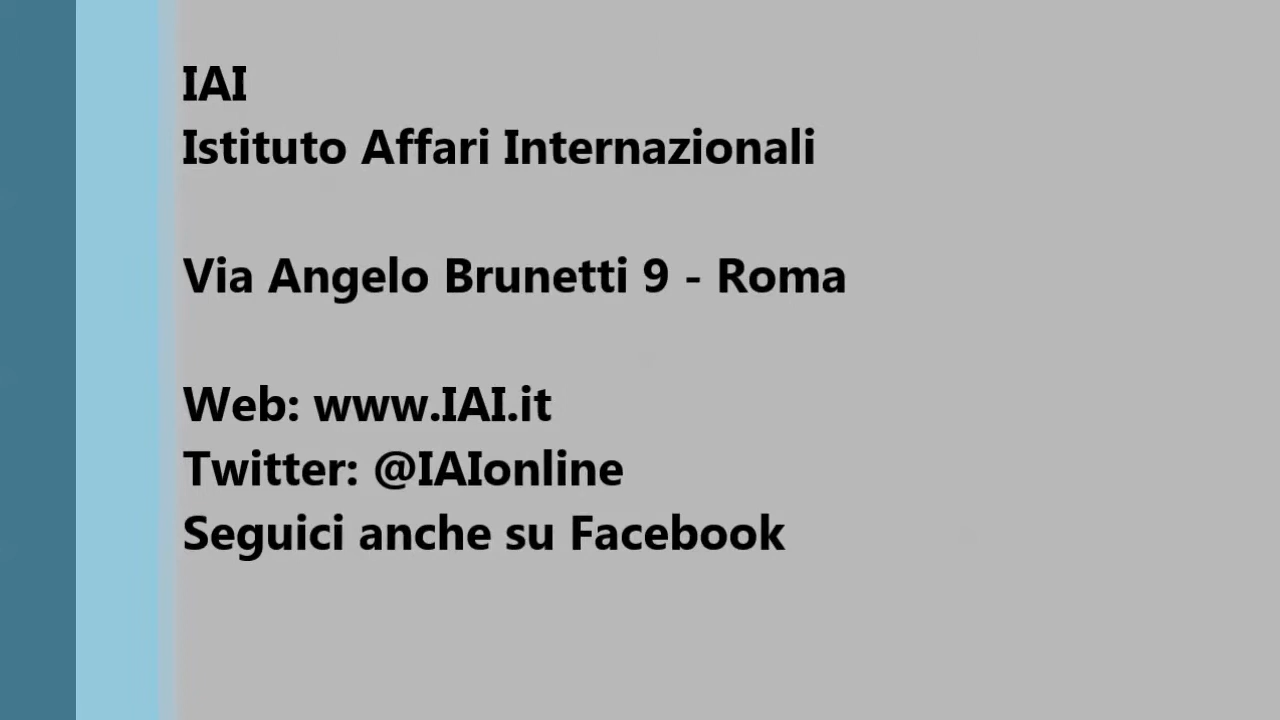 IAI
Istituto Affari Internazionali
Via Angelo Brunetti 9 - Roma
Web: www.IAI.it
Twitter: @IAIonline
Seguici anche su Facebook